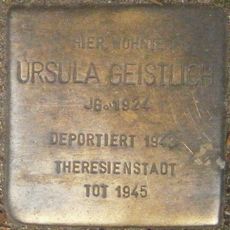 HIER WOHNTE
URSULA GEISTLICH
JG. 1924
DEPORTIERT
THERESIENSTADT
TOT 1945